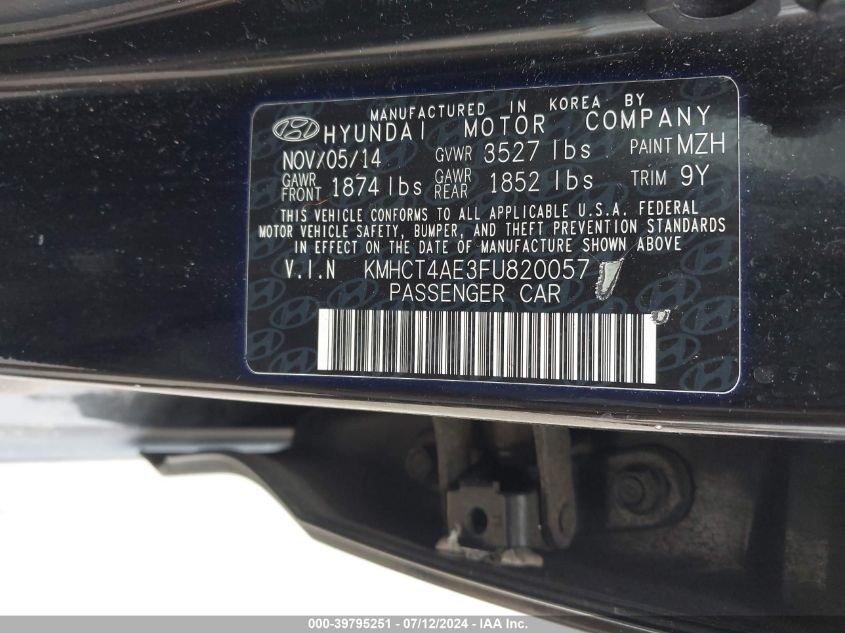 MANUFACTURED IN KOREA BY
HYUNDAI MOTOR COMPANY
NOV/05/14 GVWR 3527 lbs PAINT MZH
GAWR FRONT 1874 lbs GAWR REAR 1852 lbs TRIM 9Y
THIS VEHICLE CONFORMS TO ALL APPLICABLE U.S.A. FEDERAL
MOTOR VEHICLE SAFETY, BUMPER, AND THEFT PREVENTION STANDARDS
IN EFFECT ON THE DATE OF MANUFACTURE SHOWN ABOVE
V.I.N KMHCT4AE3FU820057
PASSENGER CAR
000-39795251 - 07/12/2024 - IAAI.com